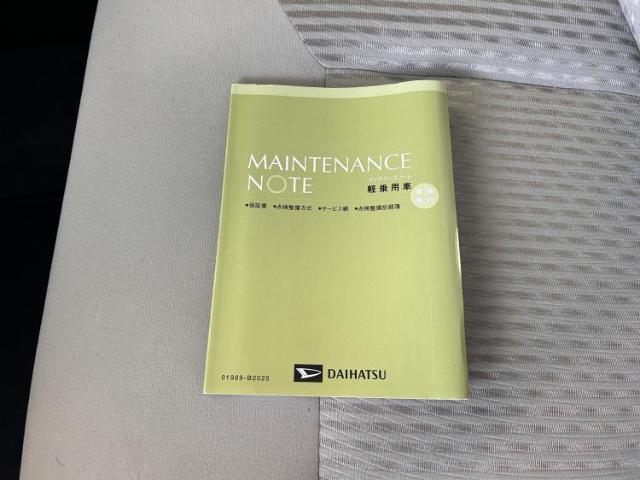 MAINTENANCE
NOTE
メンテナンスノート
軽乗用車
●保証書 ●点検整備方式 ●サービス網 ●点検整備記録簿
01999-B2025
DAIHATSU